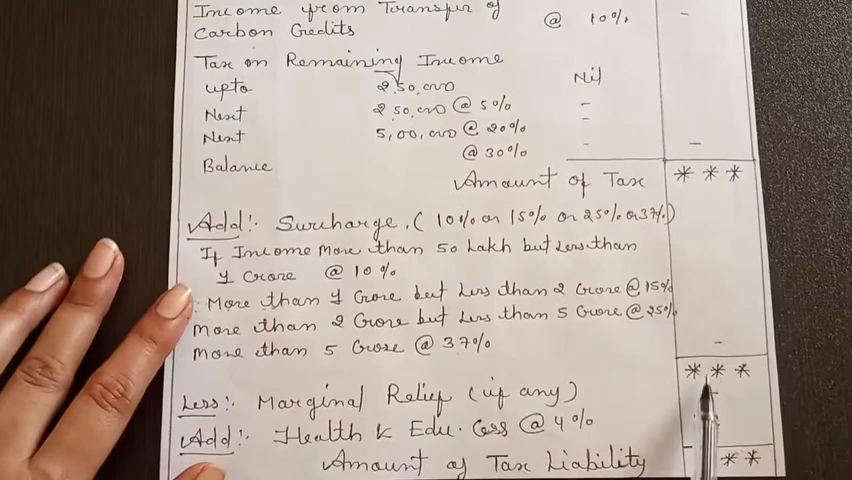 Income from Transfer of
Carbon Credits @ 10% -
Tax on Remaining Income
upto 2,50,000 Nil
Next 2,50,000 @ 5% -
Next 5,00,000 @ 20% -
Balance @ 30% - -
Amount of Tax ***
Add:- Surcharge. (10% or 15% or 25% or 37%)
If Income More than 50 Lakh but Less than
1 Crore @ 10%
More than 1 Crore but Less than 2 Crore @ 15%
More than 2 Crore but Less than 5 Crore @ 25%
More than 5 Crore @ 37% -
***
Less:- Marginal Relief (if any) -
Add:- Health & Edu. Cess @ 4% -
Amount of Tax Liability **